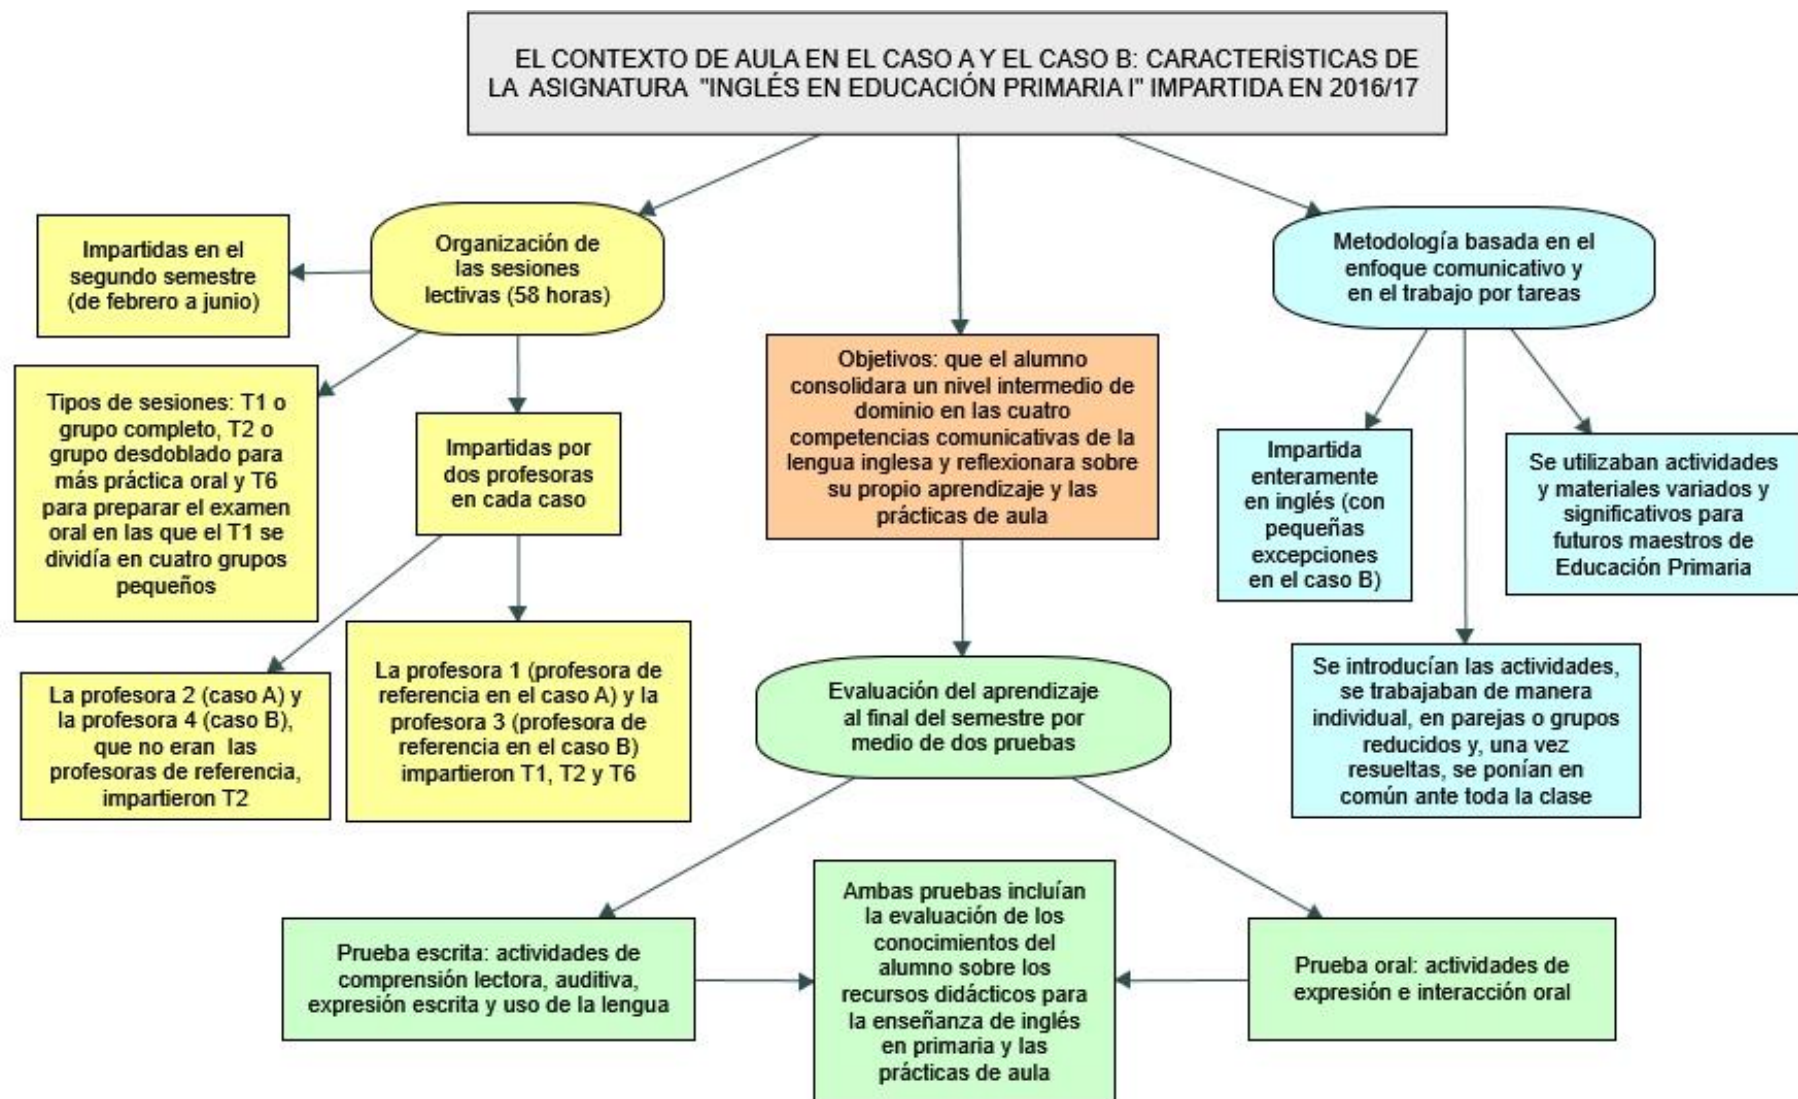 EL CONTEXTO DE AULA EN EL CASO A Y EL CASO B: CARACTERÍSTICAS DE
LA ASIGNATURA "INGLÉS EN EDUCACIÓN PRIMARIA I" IMPARTIDA EN 2016/17
Organización de
las sesiones
lectivas (58 horas)
Impartidas en el
segundo semestre
(de febrero a junio)
Tipos de sesiones: T1 o
grupo completo, T2 o
grupo desdoblado para
más práctica oral y T6
para preparar el examen
oral en las que el T1 se
dividía en cuatro grupos
pequeños
Impartidas por
dos profesoras
en cada caso
La profesora 2 (caso A) y
la profesora 4 (caso B),
que no eran las
profesoras de referencia,
impartieron T2
La profesora 1 (profesora de
referencia en el caso A) y la
profesora 3 (profesora de
referencia en el caso B)
impartieron T1, T2 y T6
Objetivos: que el alumno
consolidara un nivel intermedio de
dominio en las cuatro
competencias comunicativas de la
lengua inglesa y reflexionara sobre
su propio aprendizaje y las
prácticas de aula
Evaluación del aprendizaje
al final del semestre por
medio de dos pruebas
Prueba escrita: actividades de
comprensión lectora, auditiva,
expresión escrita y uso de la lengua
Ambas pruebas incluían
la evaluación de los
conocimientos del
alumno sobre los
recursos didácticos para
la enseñanza de inglés
en primaria y las
prácticas de aula
Prueba oral: actividades de
expresión e interacción oral
Metodología basada en el
enfoque comunicativo y
en el trabajo por tareas
Impartida
enteramente
en inglés (con
pequeñas
excepciones
en el caso B)
Se utilizaban actividades
y materiales variados y
significativos para
futuros maestros de
Educación Primaria
Se introducían las actividades,
se trabajaban de manera
individual, en parejas o grupos
reducidos y, una vez
resueltas, se ponían en
común ante toda la clase